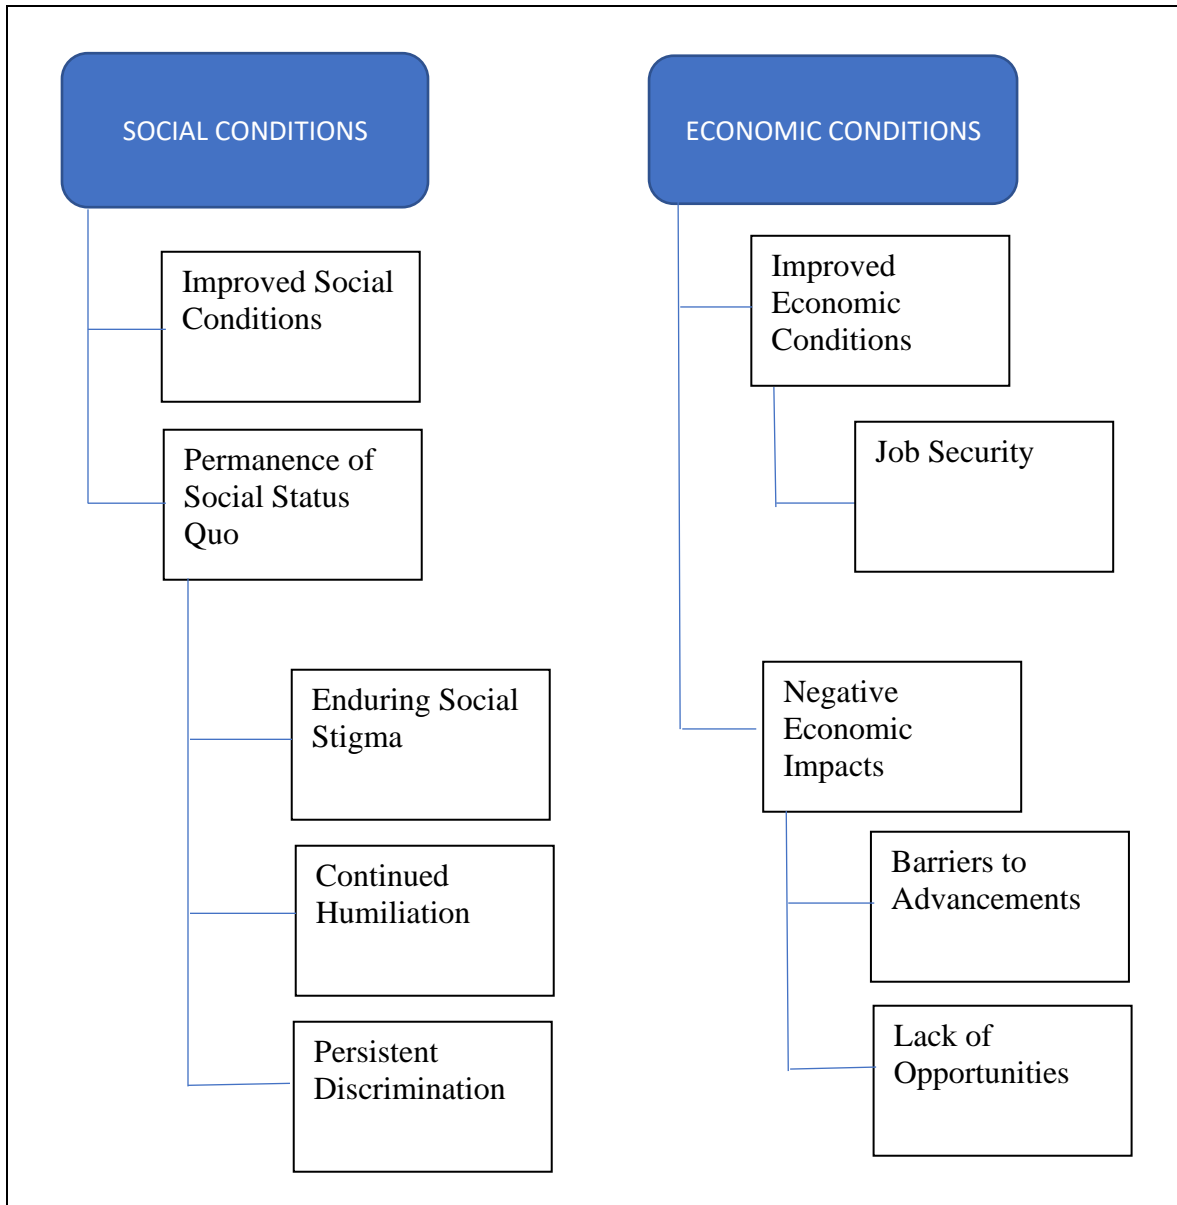 SOCIAL CONDITIONS
Improved Social
Conditions
Permanence of
Social Status
Quo
Enduring Social
Stigma
Continued
Humiliation
Persistent
Discrimination
ECONOMIC CONDITIONS
Improved
Economic
Conditions
Job Security
Negative
Economic
Impacts
Barriers to
Advancements
Lack of
Opportunities